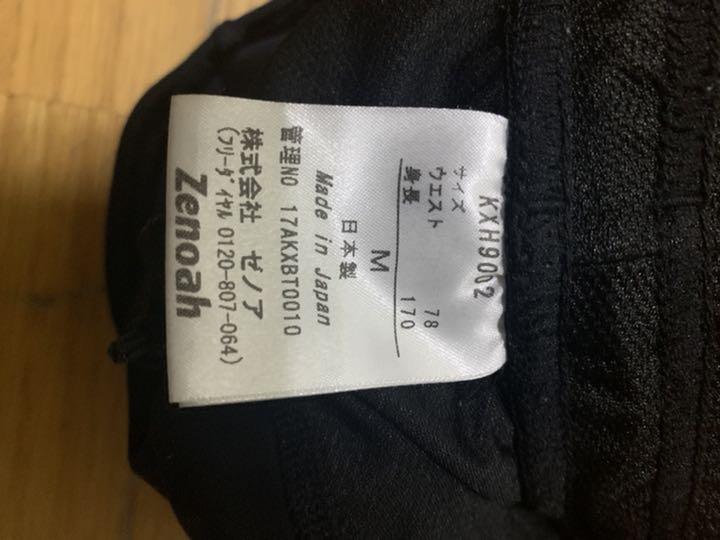 KXH9002
サイズ
ウエスト 78
身長 170
M
日本製
Made in Japan
管理NO 17AKXBT0010
株式会社 ゼノア
(フリーダイヤル 0120-807-064)
Zenoah